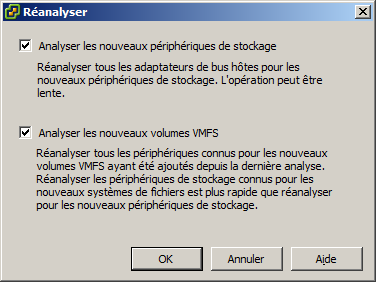 Réanalyser
Analyser les nouveaux périphériques de stockage
Réanalyser tous les adaptateurs de bus hôtes pour les
nouveaux périphériques de stockage. L'opération peut être
lente.
Analyser les nouveaux volumes VMFS
Réanalyser tous les périphériques connus pour les nouveaux
volumes VMFS ayant été ajoutés depuis la dernière analyse.
Réanalyser les périphériques de stockage connus pour les
nouveaux systèmes de fichiers est plus rapide que réanalyser
pour les nouveaux périphériques de stockage.
OK Annuler Aide